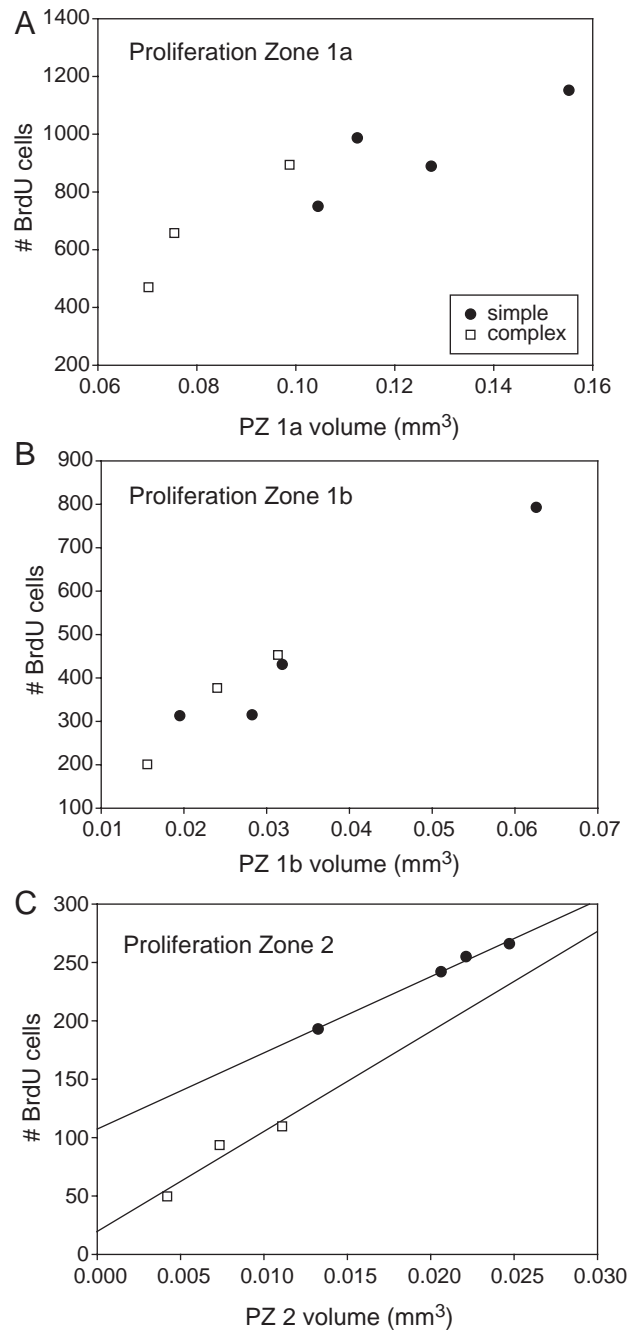 A
1400
Proliferation Zone 1a
1200
1000
800
600
400
200
# BrdU cells
simple
complex
0.06 0.08 0.10 0.12 0.14 0.16
PZ 1a volume (mm³)
B
900
Proliferation Zone 1b
800
700
600
500
400
300
200
100
# BrdU cells
0.01 0.02 0.03 0.04 0.05 0.06 0.07
PZ 1b volume (mm³)
C
300
Proliferation Zone 2
250
200
150
100
50
0
# BrdU cells
0.000 0.005 0.010 0.015 0.020 0.025 0.030
PZ 2 volume (mm³)